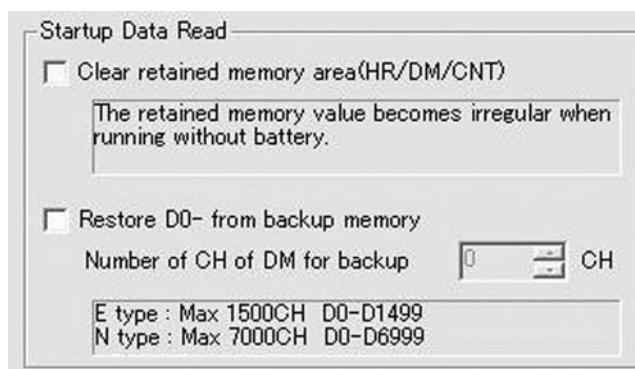 Startup Data Read
Clear retained memory area(HR/DM/CNT)
The retained memory value becomes irregular when
running without battery.
Restore D0- from backup memory
Number of CH of DM for backup 0 CH
E type : Max 1500CH D0-D1499
N type : Max 7000CH D0-D6999